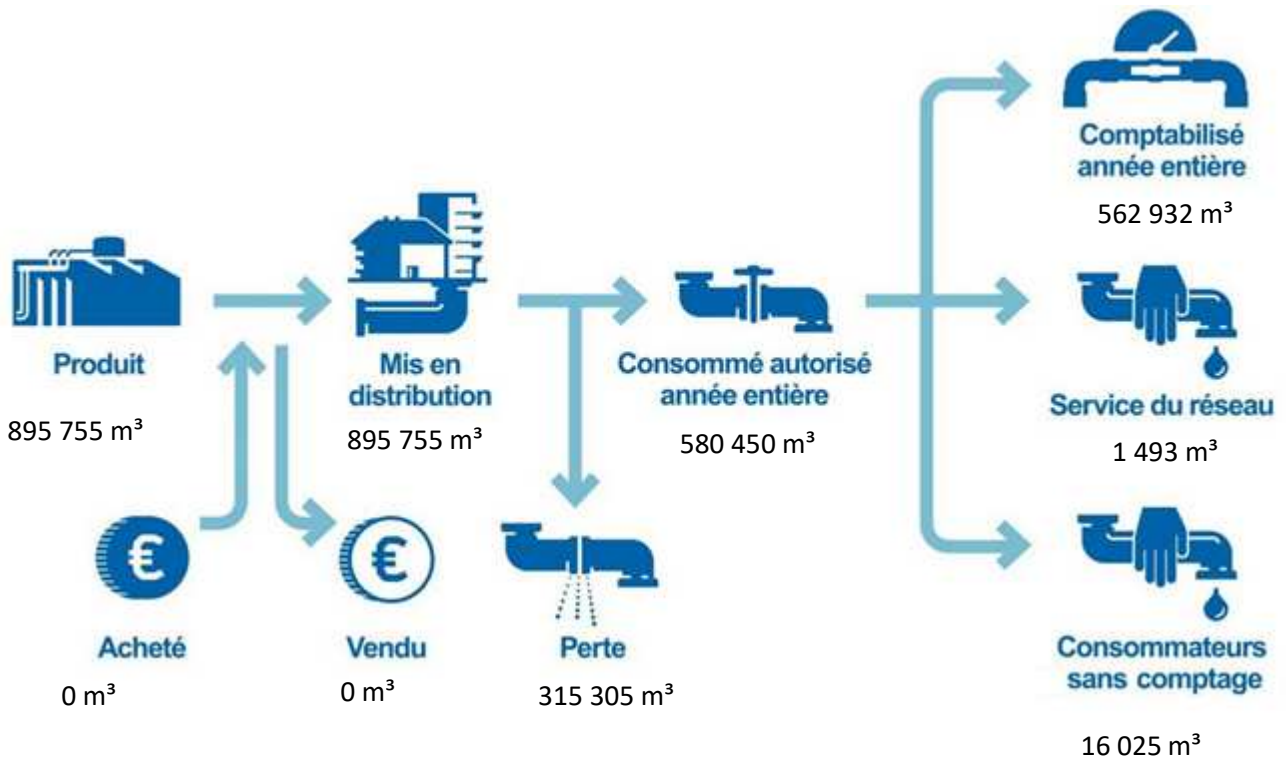 Comptabilisé
année entière
562 932 m³
Produit
895 755 m³
Mis en
distribution
895 755 m³
Consommé autorisé
année entière
580 450 m³
Service du réseau
1 493 m³
€
Acheté
0 m³
€
Vendu
0 m³
Perte
315 305 m³
Consommateurs
sans comptage
16 025 m³